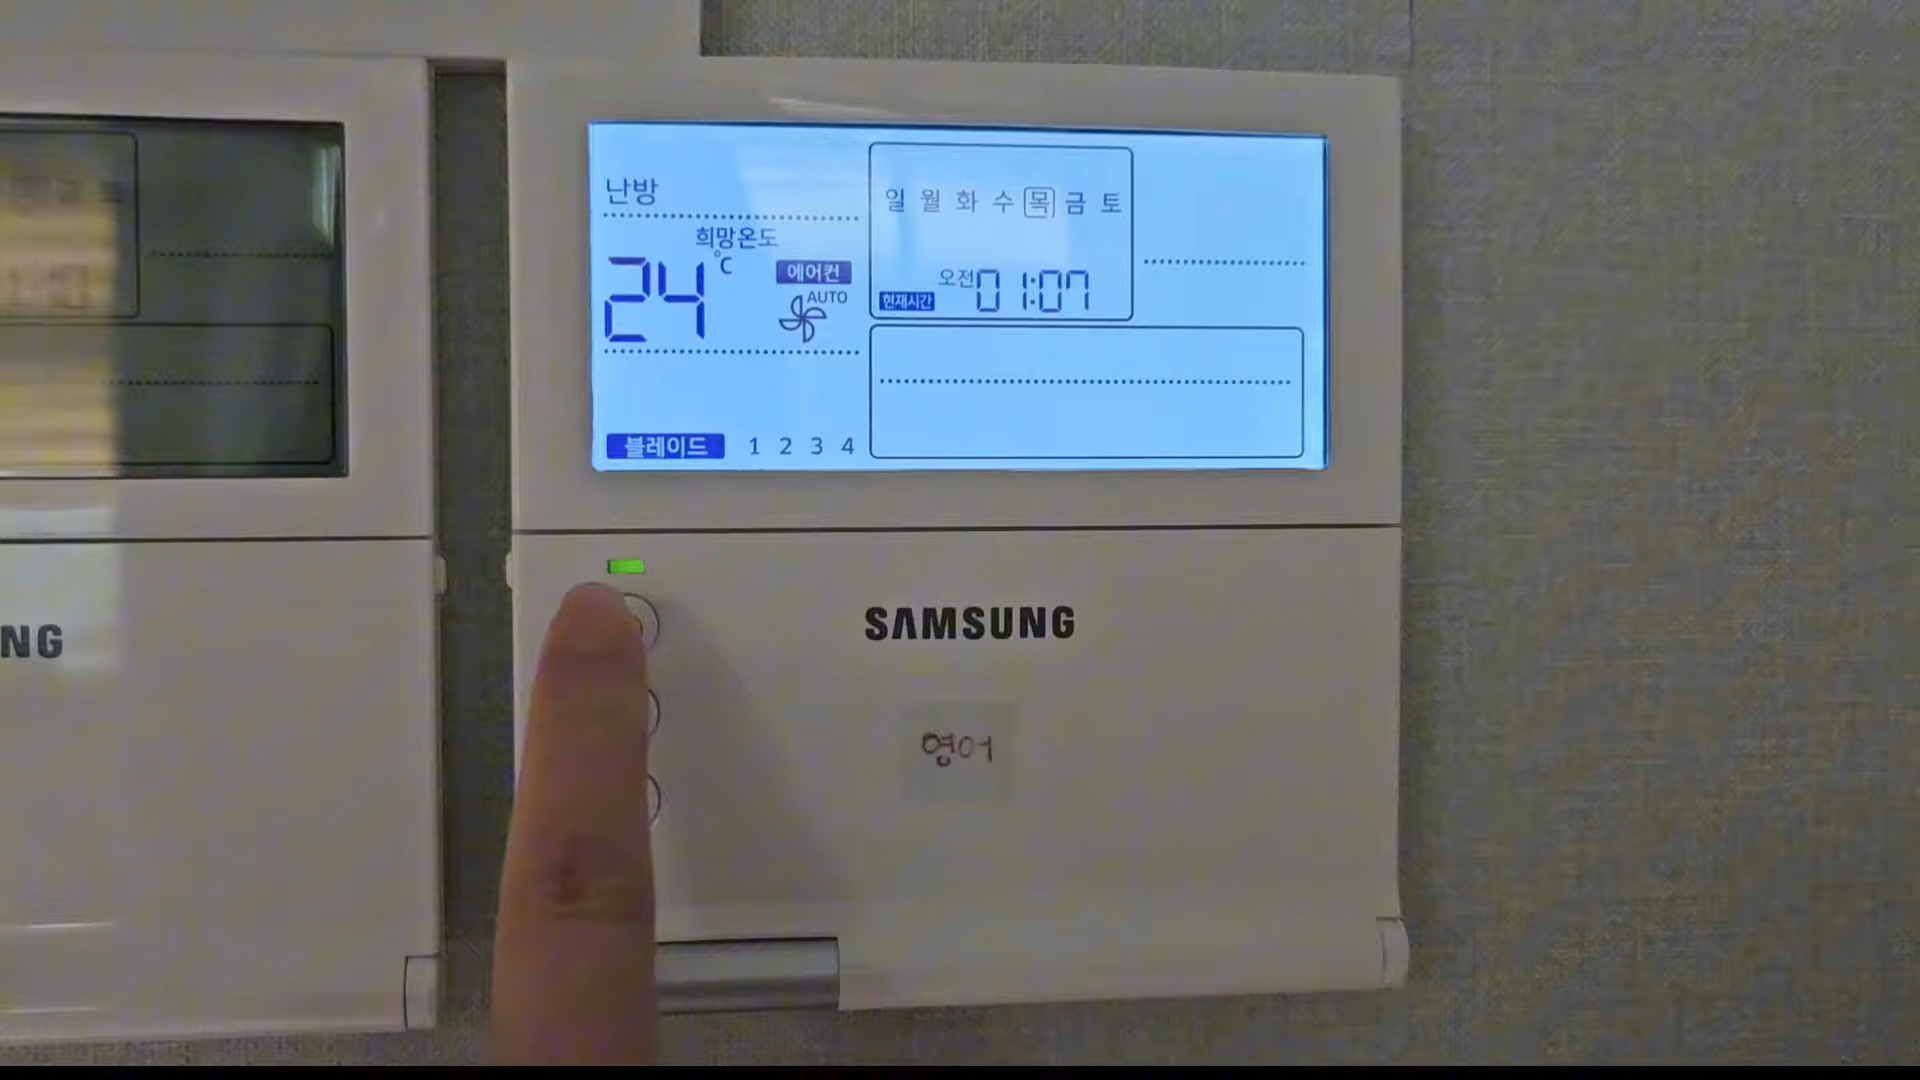 난방
일 월 화 수 목 금 토
희망온도
24 °C
에어컨
AUTO
오전 01:07
현재시간
블레이드 1 2 3 4
SAMSUNG
NG
영어